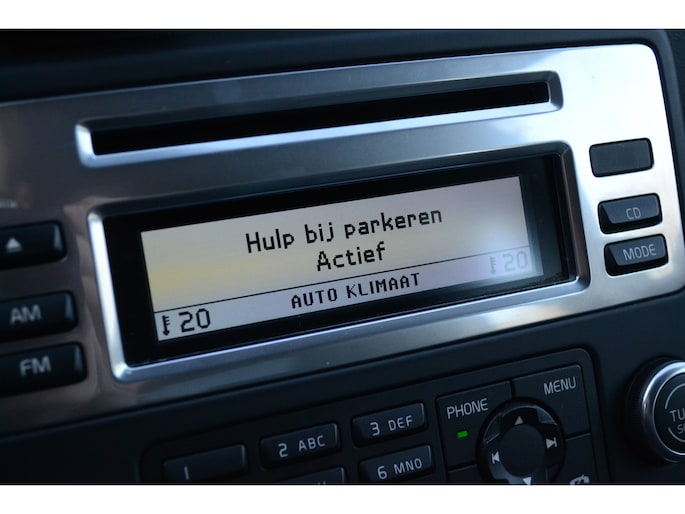 Hulp bij parkeren
Actief
AUTO KLIMAAT
20
20
CD
MODE
AM
FM
PHONE
MENU
1
2 ABC
3 DEF
6 MNO